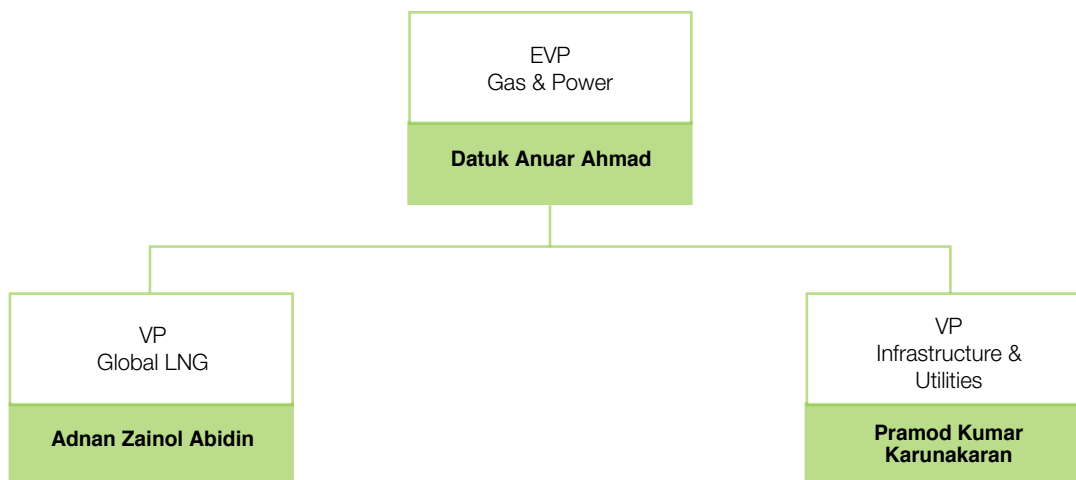 EVP
Gas & Power
Datuk Anuar Ahmad
VP
Global LNG
Adnan Zainol Abidin
VP
Infrastructure &
Utilities
Pramod Kumar
Karunakaran